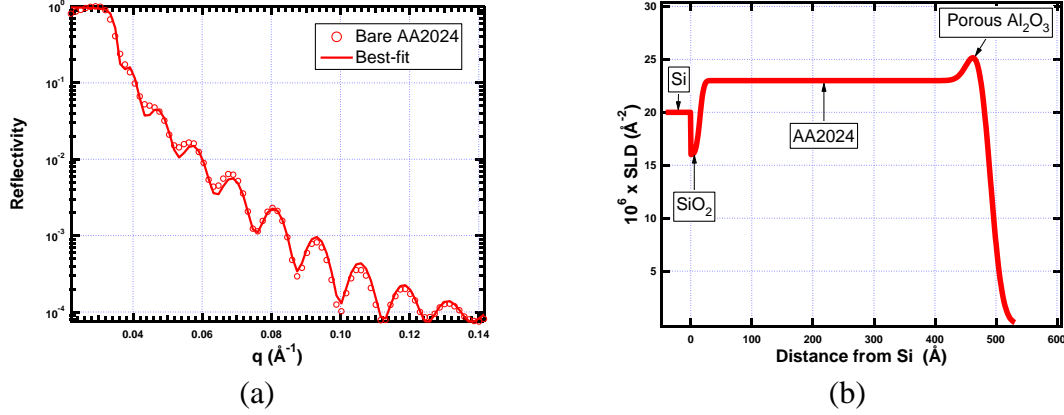 Bare AA2024
Best-fit
Reflectivity
10⁰
10⁻¹
10⁻²
10⁻³
10⁻⁴
0.04 0.06 0.08 0.10 0.12 0.14
q (Å⁻¹)
(a)
Porous Al₂O₃
Si
AA2024
SiO₂
10⁶ x SLD (Å⁻²)
30
25
20
15
10
5
0 100 200 300 400 500 600
Distance from Si (Å)
(b)